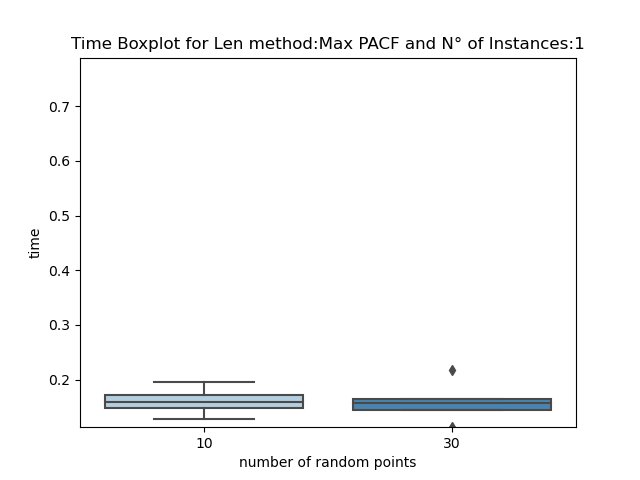 Time Boxplot for Len method:Max PACF and N° of Instances:1
0.7
0.6
0.5
0.4
0.3
0.2
time
10
30
number of random points